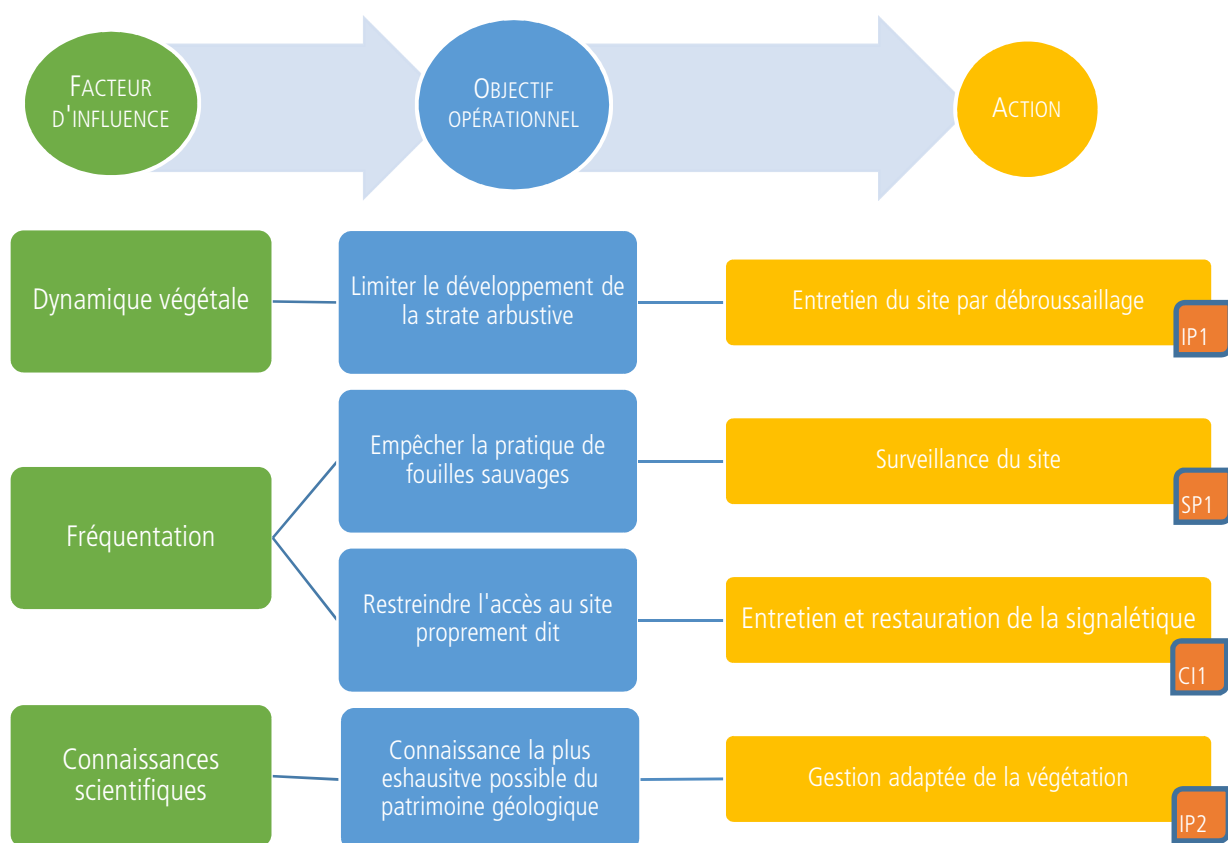 FACTEUR
D'INFLUENCE
OBJECTIF
OPÉRATIONNEL
ACTION
Dynamique végétale
Limiter le développement de
la strate arbustive
Entretien du site par débroussaillage
IP1
Fréquentation
Empêcher la pratique de
fouilles sauvages
Surveillance du site
SP1
Restreindre l'accès au site
proprement dit
Entretien et restauration de la signalétique
CI1
Connaissances
scientifiques
Connaissance la plus
eshausitve possible du
patrimoine géologique
Gestion adaptée de la végétation
IP2